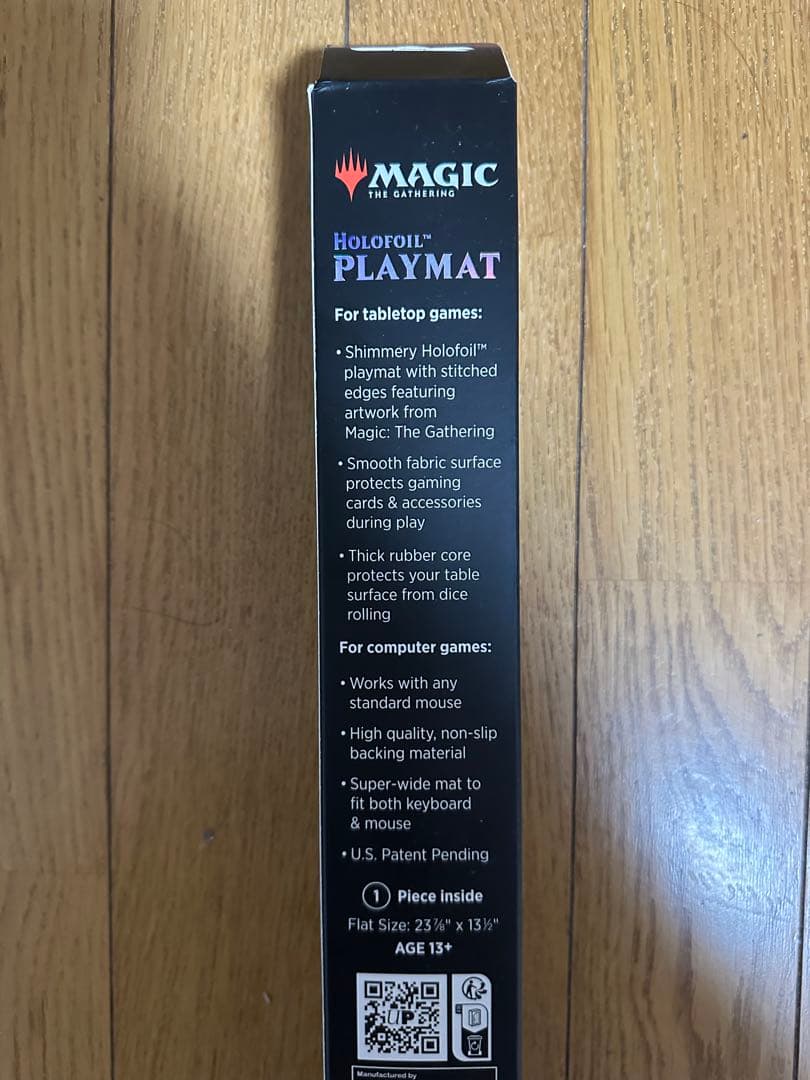 MAGIC
THE GATHERING
HOLOFOIL™
PLAYMAT
For tabletop games:
• Shimmery Holofoil™
playmat with stitched
edges featuring
artwork from
Magic: The Gathering
• Smooth fabric surface
protects gaming
cards & accessories
during play
• Thick rubber core
protects your table
surface from dice
rolling
For computer games:
• Works with any
standard mouse
• High quality, non-slip
backing material
• Super-wide mat to
fit both keyboard
& mouse
• U.S. Patent Pending
1 Piece inside
Flat Size: 23⅞" x 13½"
AGE 13+
UP
Manufactured by